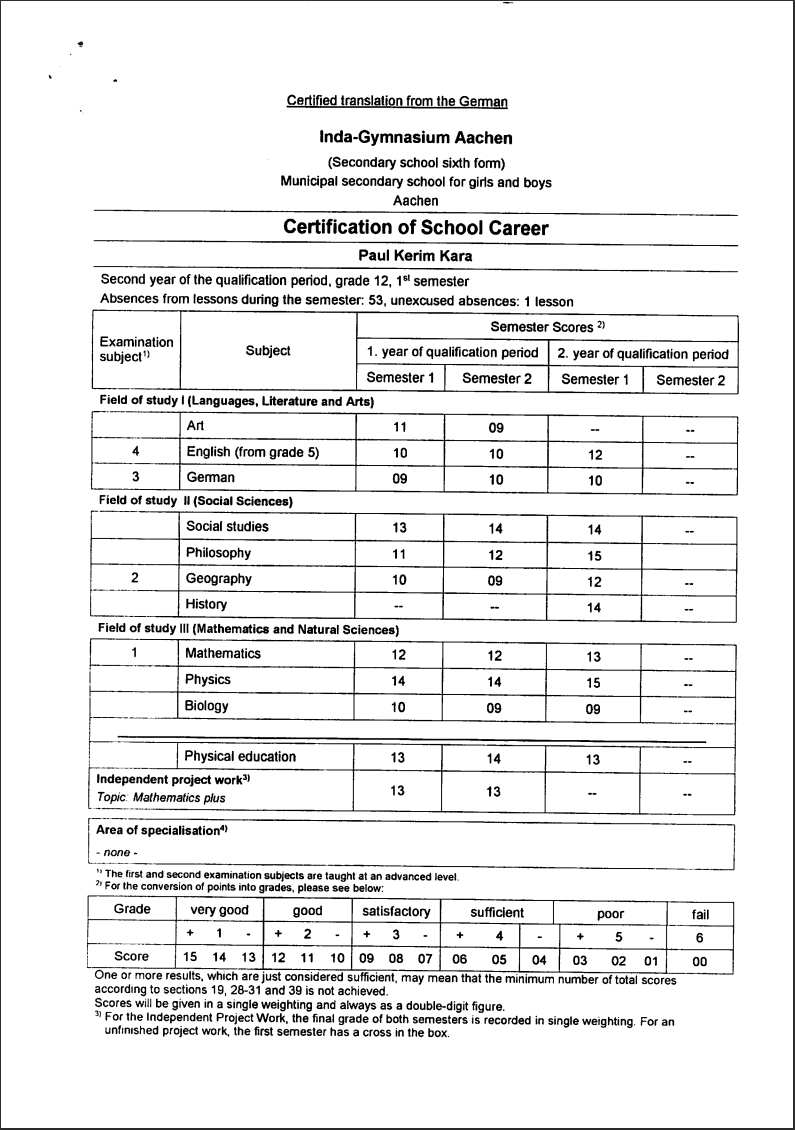 Certified translation from the German
Inda-Gymnasium Aachen
(Secondary school sixth form)
Municipal secondary school for girls and boys
Aachen
Certification of School Career
Paul Kerim Kara
Second year of the qualification period, grade 12, 1st semester
Absences from lessons during the semester: 53, unexcused absences: 1 lesson
Examination subject1) Subject Semester Scores 2)
1. year of qualification period 2. year of qualification period
Semester 1 Semester 2 Semester 1 Semester 2
Field of study I (Languages, Literature and Arts)
Art 11 09 -- --
4 English (from grade 5) 10 10 12 --
3 German 09 10 10 --
Field of study II (Social Sciences)
Social studies 13 14 14 --
Philosophy 11 12 15
2 Geography 10 09 12 --
History -- -- 14 --
Field of study III (Mathematics and Natural Sciences)
1 Mathematics 12 12 13 --
Physics 14 14 15 --
Biology 10 09 09 --
Physical education 13 14 13 --
Independent project work3)
Topic: Mathematics plus 13 13 -- --
Area of specialisation4)
- none -
1) The first and second examination subjects are taught at an advanced level.
2) For the conversion of points into grades, please see below:
Grade very good good satisfactory sufficient poor fail
+ 1 - + 2 - + 3 - + 4 - + 5 - 6
Score 15 14 13 12 11 10 09 08 07 06 05 04 03 02 01 00
One or more results, which are just considered sufficient, may mean that the minimum number of total scores
according to sections 19, 28-31 and 39 is not achieved.
Scores will be given in a single weighting and always as a double-digit figure.
3) For the Independent Project Work, the final grade of both semesters is recorded in single weighting. For an
unfinished project work, the first semester has a cross in the box.